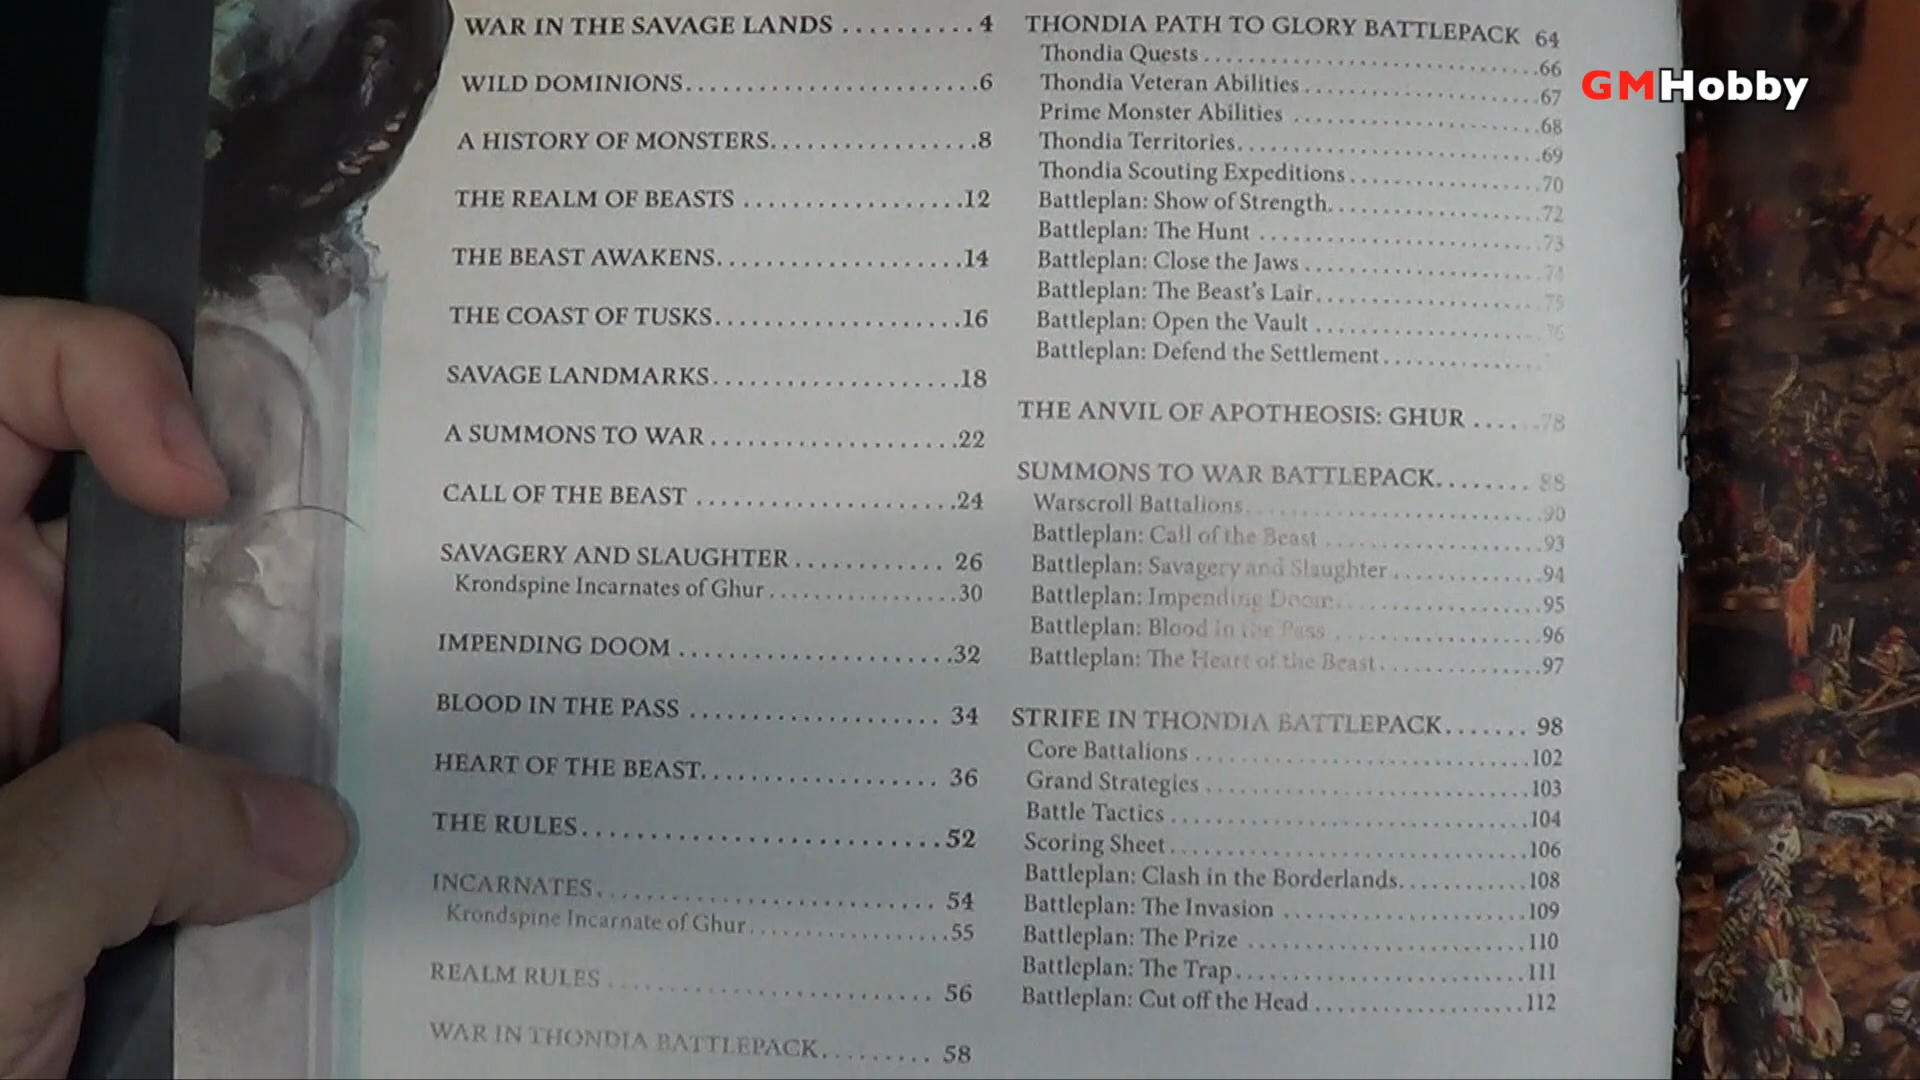 WAR IN THE SAVAGE LANDS ..........4
WILD DOMINIONS.....................6
A HISTORY OF MONSTERS.................8
THE REALM OF BEASTS ..................12
THE BEAST AWAKENS....................14
THE COAST OF TUSKS....................16
SAVAGE LANDMARKS....................18
A SUMMONS TO WAR ....................22
CALL OF THE BEAST .....................24
SAVAGERY AND SLAUGHTER ............ 26
Krondspine Incarnates of Ghur ...............30
IMPENDING DOOM ......................32
BLOOD IN THE PASS .................... 34
HEART OF THE BEAST................... 36
THE RULES..........................52
INCARNATES.......................... 54
Krondspine Incarnate of Ghur................55
REALM RULES ........................ 56
WAR IN THONDIA BATTLEPACK......... 58
THONDIA PATH TO GLORY BATTLEPACK 64
Thondia Quests ...........................66
Thondia Veteran Abilities ....................67
Prime Monster Abilities .....................68
Thondia Territories.........................69
Thondia Scouting Expeditions ................70
Battleplan: Show of Strength..................72
Battleplan: The Hunt .......................73
Battleplan: Close the Jaws ....................74
Battleplan: The Beast's Lair...................75
Battleplan: Open the Vault ...................76
Battleplan: Defend the Settlement ............
THE ANVIL OF APOTHEOSIS: GHUR ......78
SUMMONS TO WAR BATTLEPACK........ 88
Warscroll Battalions........................90
Battleplan: Call of the Beast ..................93
Battleplan: Savagery and Slaughter ............94
Battleplan: Impending Doom.................95
Battleplan: Blood in the Pass .................96
Battleplan: The Heart of the Beast..............97
STRIFE IN THONDIA BATTLEPACK....... 98
Core Battalions ...........................102
Grand Strategies ..........................103
Battle Tactics .............................104
Scoring Sheet.............................106
Battleplan: Clash in the Borderlands...........108
Battleplan: The Invasion ....................109
Battleplan: The Prize .......................110
Battleplan: The Trap........................111
Battleplan: Cut off the Head .................112
GMHobby